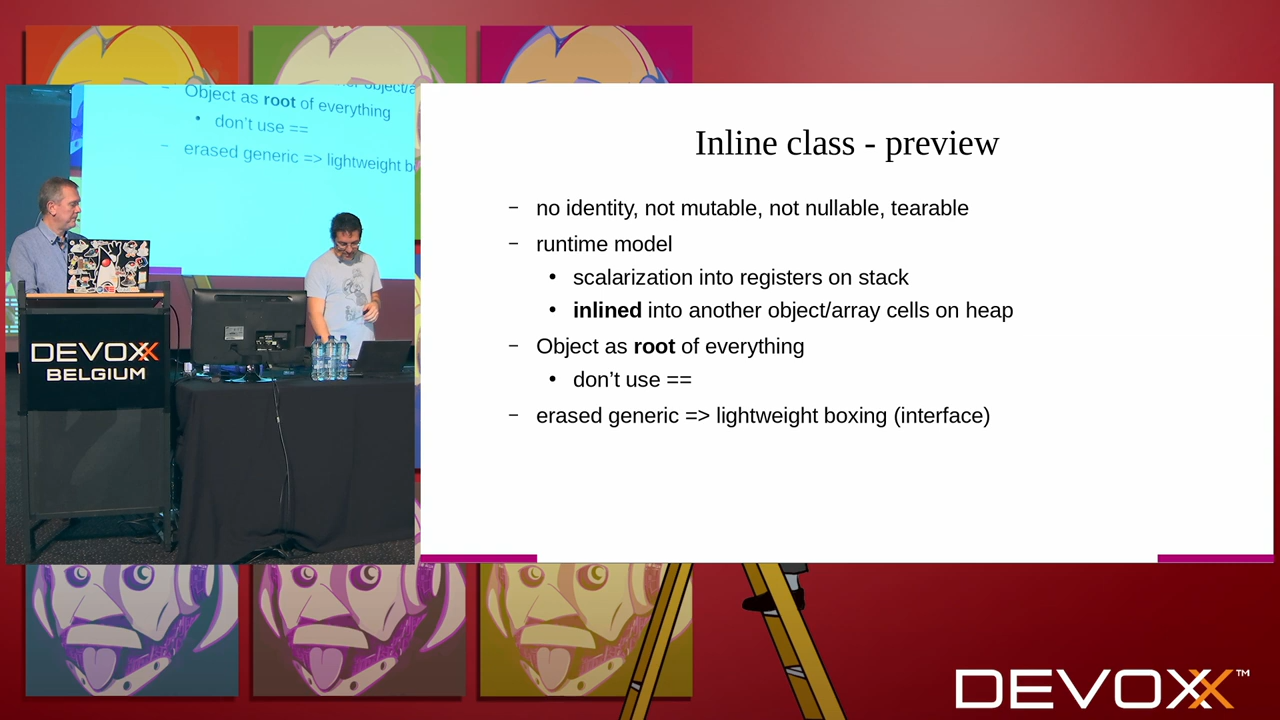 Object as root of everything
• don't use ==
– erased generic => lightweight b
DEVOXX
BELGIUM
Inline class - preview
– no identity, not mutable, not nullable, tearable
– runtime model
• scalarization into registers on stack
• inlined into another object/array cells on heap
– Object as root of everything
• don’t use ==
– erased generic => lightweight boxing (interface)
DEVOXX™